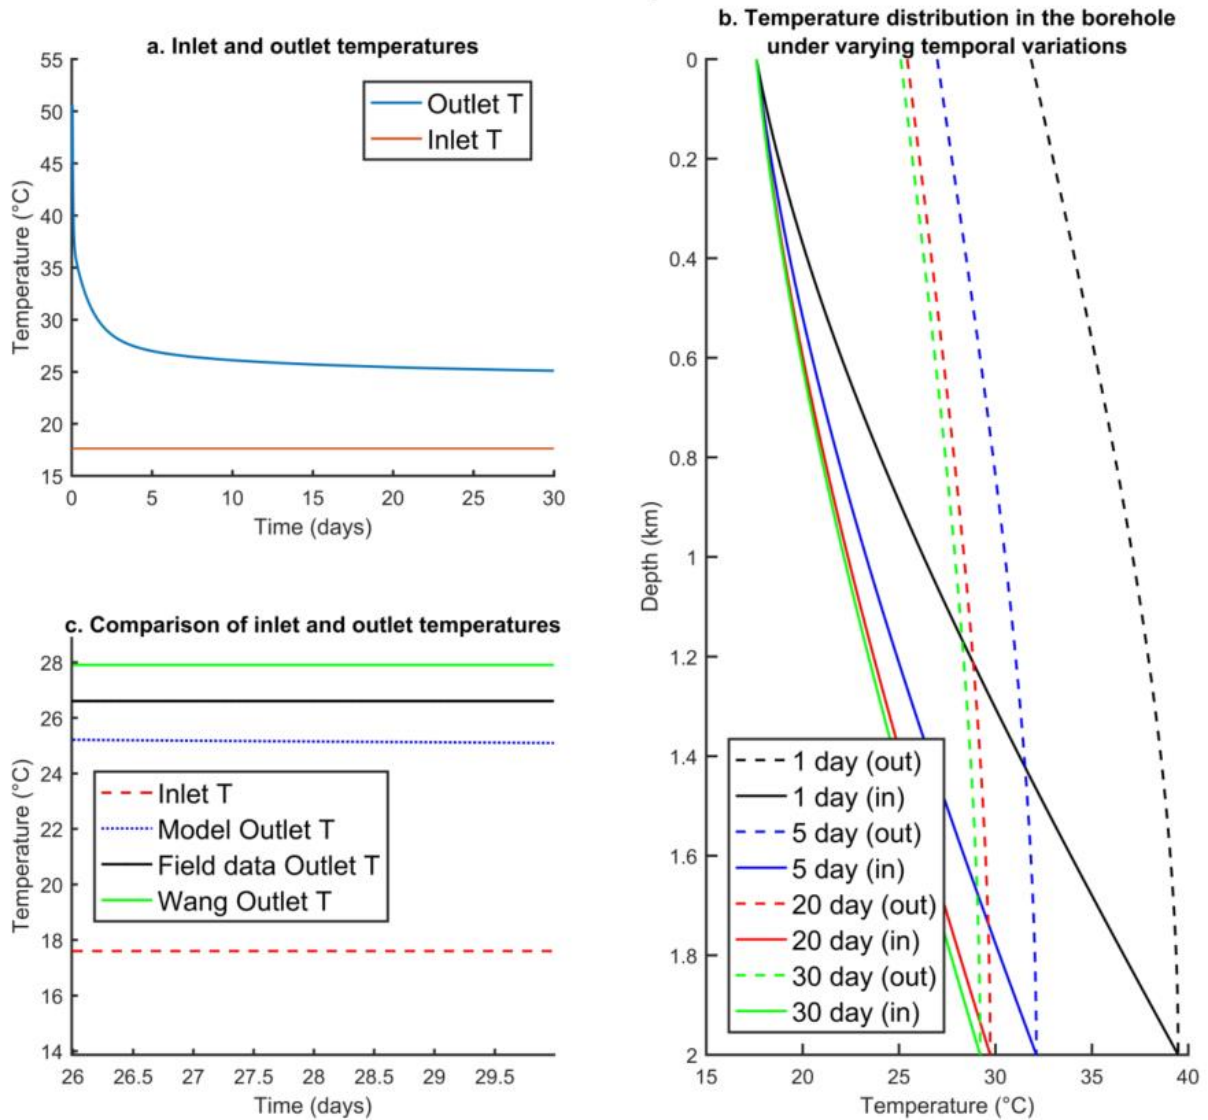 a. Inlet and outlet temperatures
55
50
45
40
35
30
25
20
15
Temperature (°C)
Outlet T
Inlet T
0
5
10
15
20
25
30
Time (days)
b. Temperature distribution in the borehole
under varying temporal variations
0
0.2
0.4
0.6
0.8
1
1.2
1.4
1.6
1.8
2
Depth (km)
1 day (out)
1 day (in)
5 day (out)
5 day (in)
20 day (out)
20 day (in)
30 day (out)
30 day (in)
15
20
25
30
35
40
Temperature (°C)
c. Comparison of inlet and outlet temperatures
28
26
24
22
20
18
16
14
Temperature (°C)
Inlet T
Model Outlet T
Field data Outlet T
Wang Outlet T
26
26.5
27
27.5
28
28.5
29
29.5
Time (days)